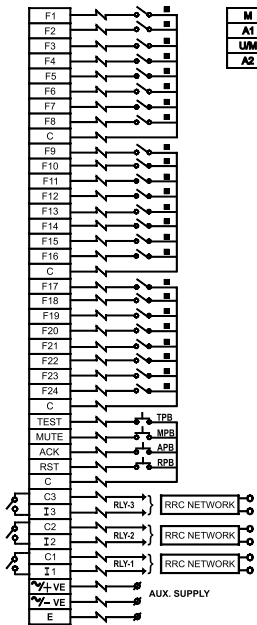 F1
F2
F3
F4
F5
F6
F7
F8
C
F9
F10
F11
F12
F13
F14
F15
F16
C
F17
F18
F19
F20
F21
F22
F23
F24
C
TEST TPB
MUTE MPB
ACK APB
RST RPB
C
C3
I3
RLY-3 } RRC NETWORK
C2
I2
RLY-2 } RRC NETWORK
C1
I1
RLY-1 } RRC NETWORK
~/+ VE
~/- VE
AUX. SUPPLY
E
M
A1
U/M
A2